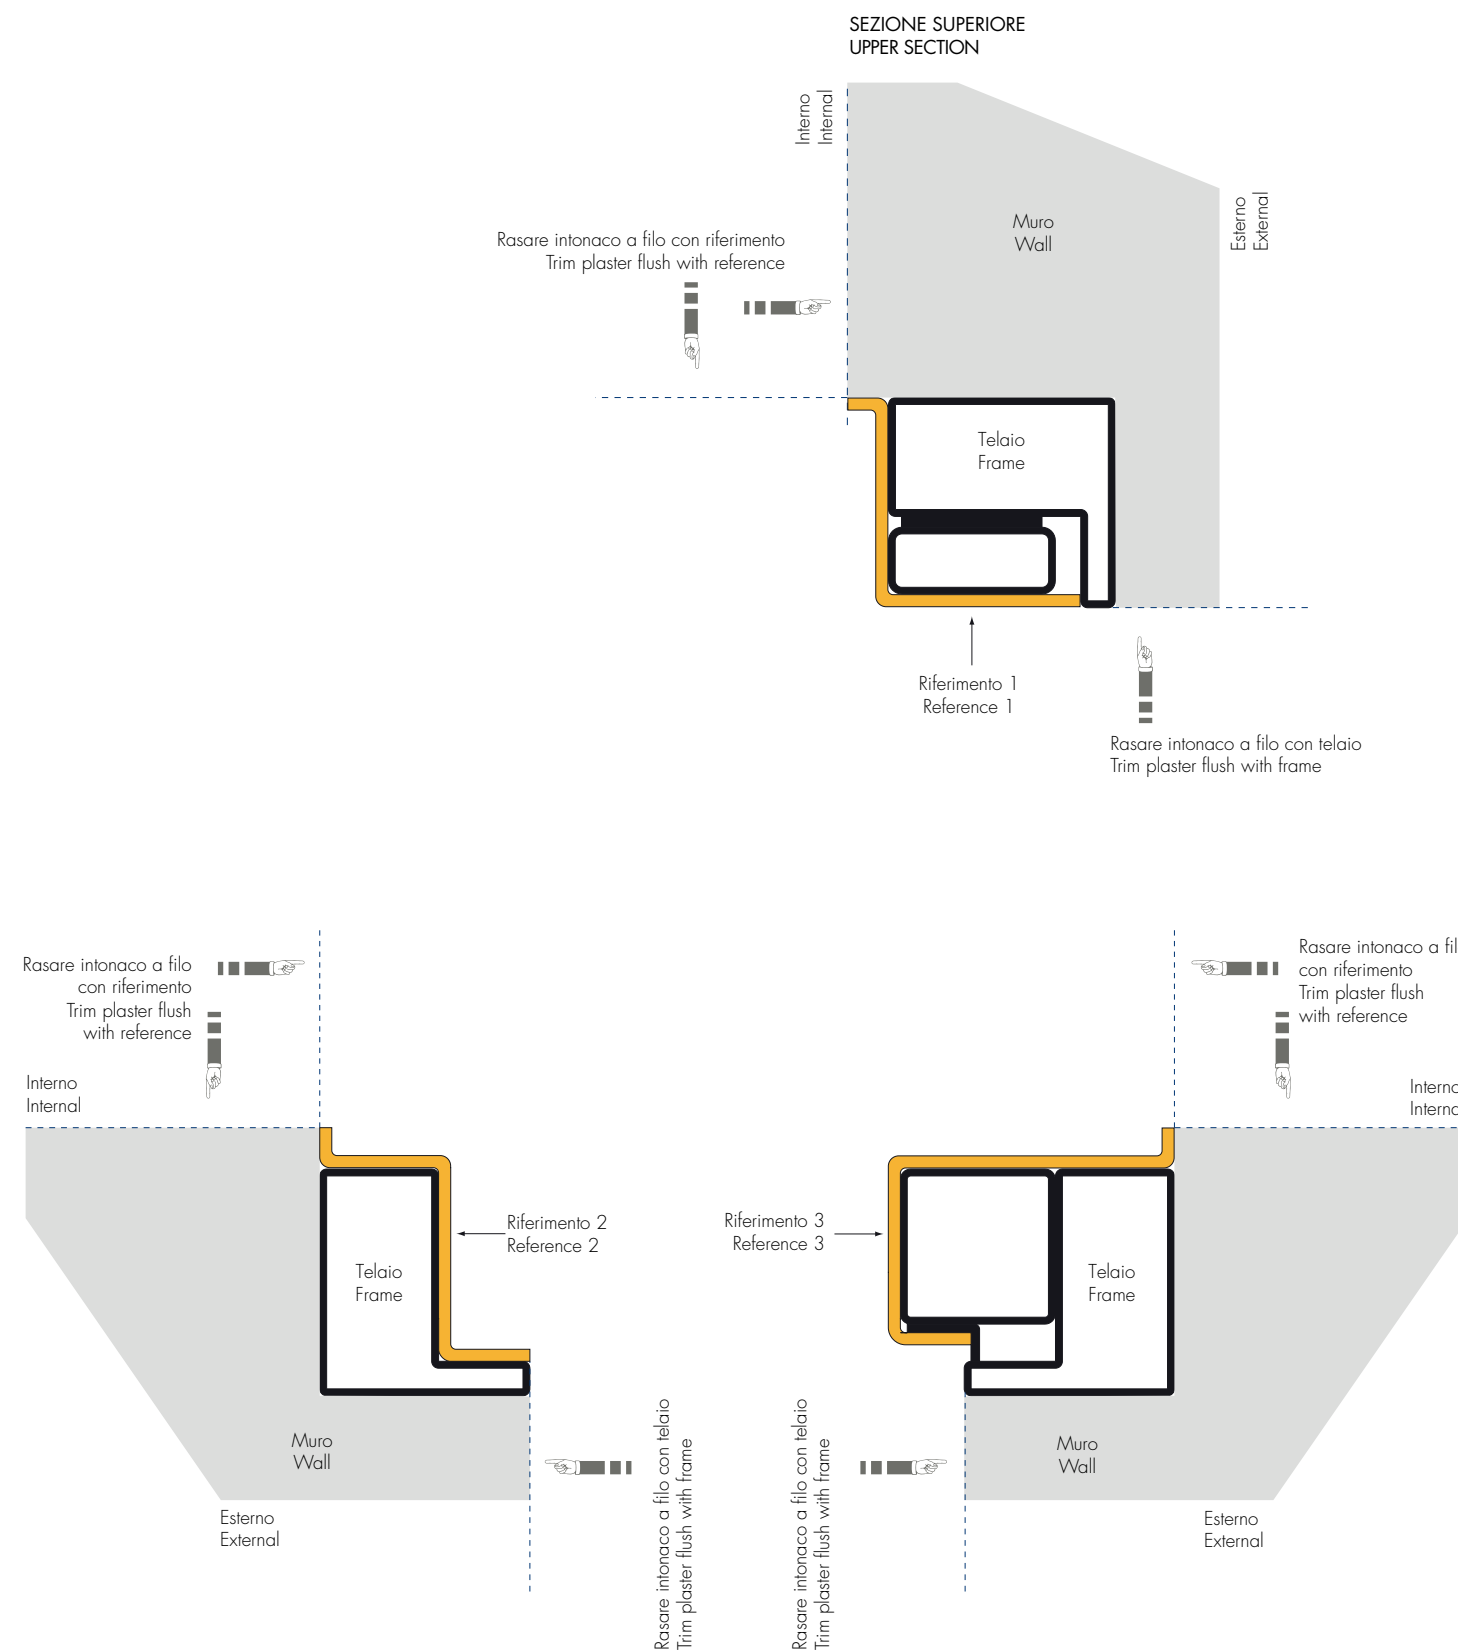 SEZIONE SUPERIORE
UPPER SECTION
Interno
Internal
Muro
Wall
Esterno
External
Rasare intonaco a filo con riferimento
Trim plaster flush with reference
Telaio
Frame
Riferimento 1
Reference 1
Rasare intonaco a filo con telaio
Trim plaster flush with frame
Rasare intonaco a filo
con riferimento
Trim plaster flush
with reference
Interno
Internal
Riferimento 2
Reference 2
Telaio
Frame
Muro
Wall
Esterno
External
Rasare intonaco a filo con telaio
Trim plaster flush with frame
Rasare intonaco a fil
con riferimento
Trim plaster flush
with reference
Interno
Interna
Riferimento 3
Reference 3
Telaio
Frame
Muro
Wall
Esterno
External
Rasare intonaco a filo con telaio
Trim plaster flush with frame